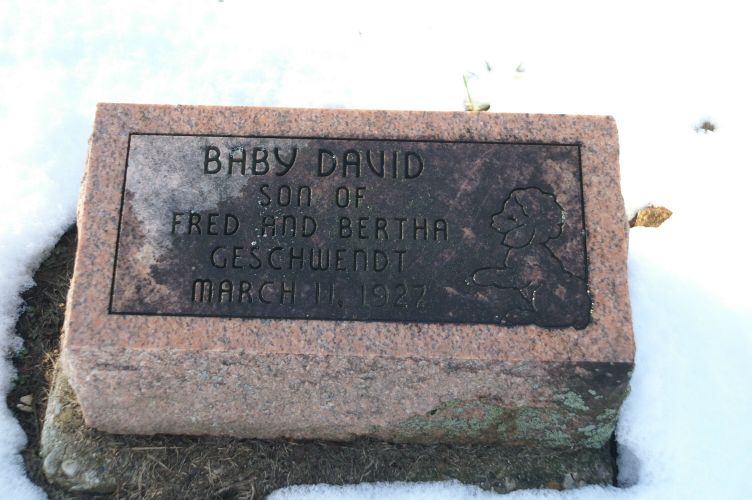 BABY DAVID
SON OF
FRED AND BERTHA
GESCHWENDT
MARCH 11, 1927